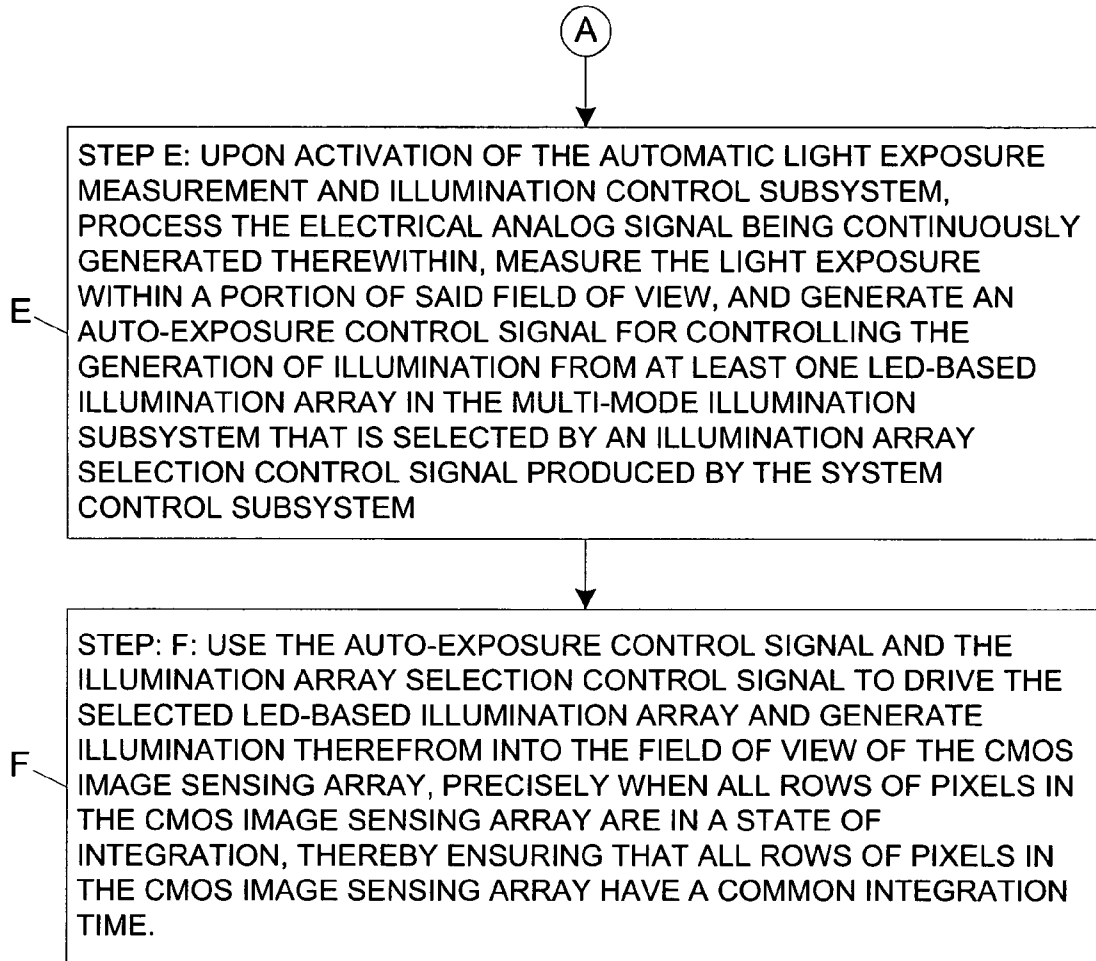 A
STEP E: UPON ACTIVATION OF THE AUTOMATIC LIGHT EXPOSURE
MEASUREMENT AND ILLUMINATION CONTROL SUBSYSTEM,
PROCESS THE ELECTRICAL ANALOG SIGNAL BEING CONTINUOUSLY
GENERATED THEREWITHIN, MEASURE THE LIGHT EXPOSURE
WITHIN A PORTION OF SAID FIELD OF VIEW, AND GENERATE AN
AUTO-EXPOSURE CONTROL SIGNAL FOR CONTROLLING THE
GENERATION OF ILLUMINATION FROM AT LEAST ONE LED-BASED
ILLUMINATION ARRAY IN THE MULTI-MODE ILLUMINATION
SUBSYSTEM THAT IS SELECTED BY AN ILLUMINATION ARRAY
SELECTION CONTROL SIGNAL PRODUCED BY THE SYSTEM
CONTROL SUBSYSTEM
E
STEP: F: USE THE AUTO-EXPOSURE CONTROL SIGNAL AND THE
ILLUMINATION ARRAY SELECTION CONTROL SIGNAL TO DRIVE THE
SELECTED LED-BASED ILLUMINATION ARRAY AND GENERATE
ILLUMINATION THEREFROM INTO THE FIELD OF VIEW OF THE CMOS
IMAGE SENSING ARRAY, PRECISELY WHEN ALL ROWS OF PIXELS IN
THE CMOS IMAGE SENSING ARRAY ARE IN A STATE OF
INTEGRATION, THEREBY ENSURING THAT ALL ROWS OF PIXELS IN
THE CMOS IMAGE SENSING ARRAY HAVE A COMMON INTEGRATION
TIME.
F